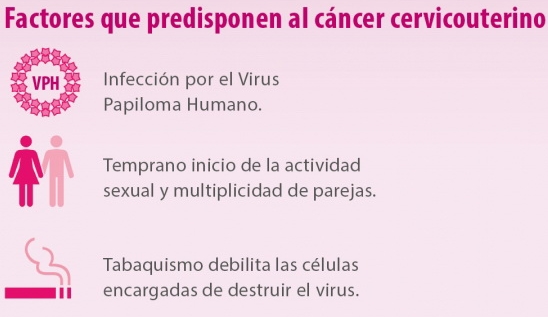 Factores que predisponen al cáncer cervicouterino
VPH
Infección por el Virus
Papiloma Humano.
Temprano inicio de la actividad
sexual y multiplicidad de parejas.
Tabaquismo debilita las células
encargadas de destruir el virus.